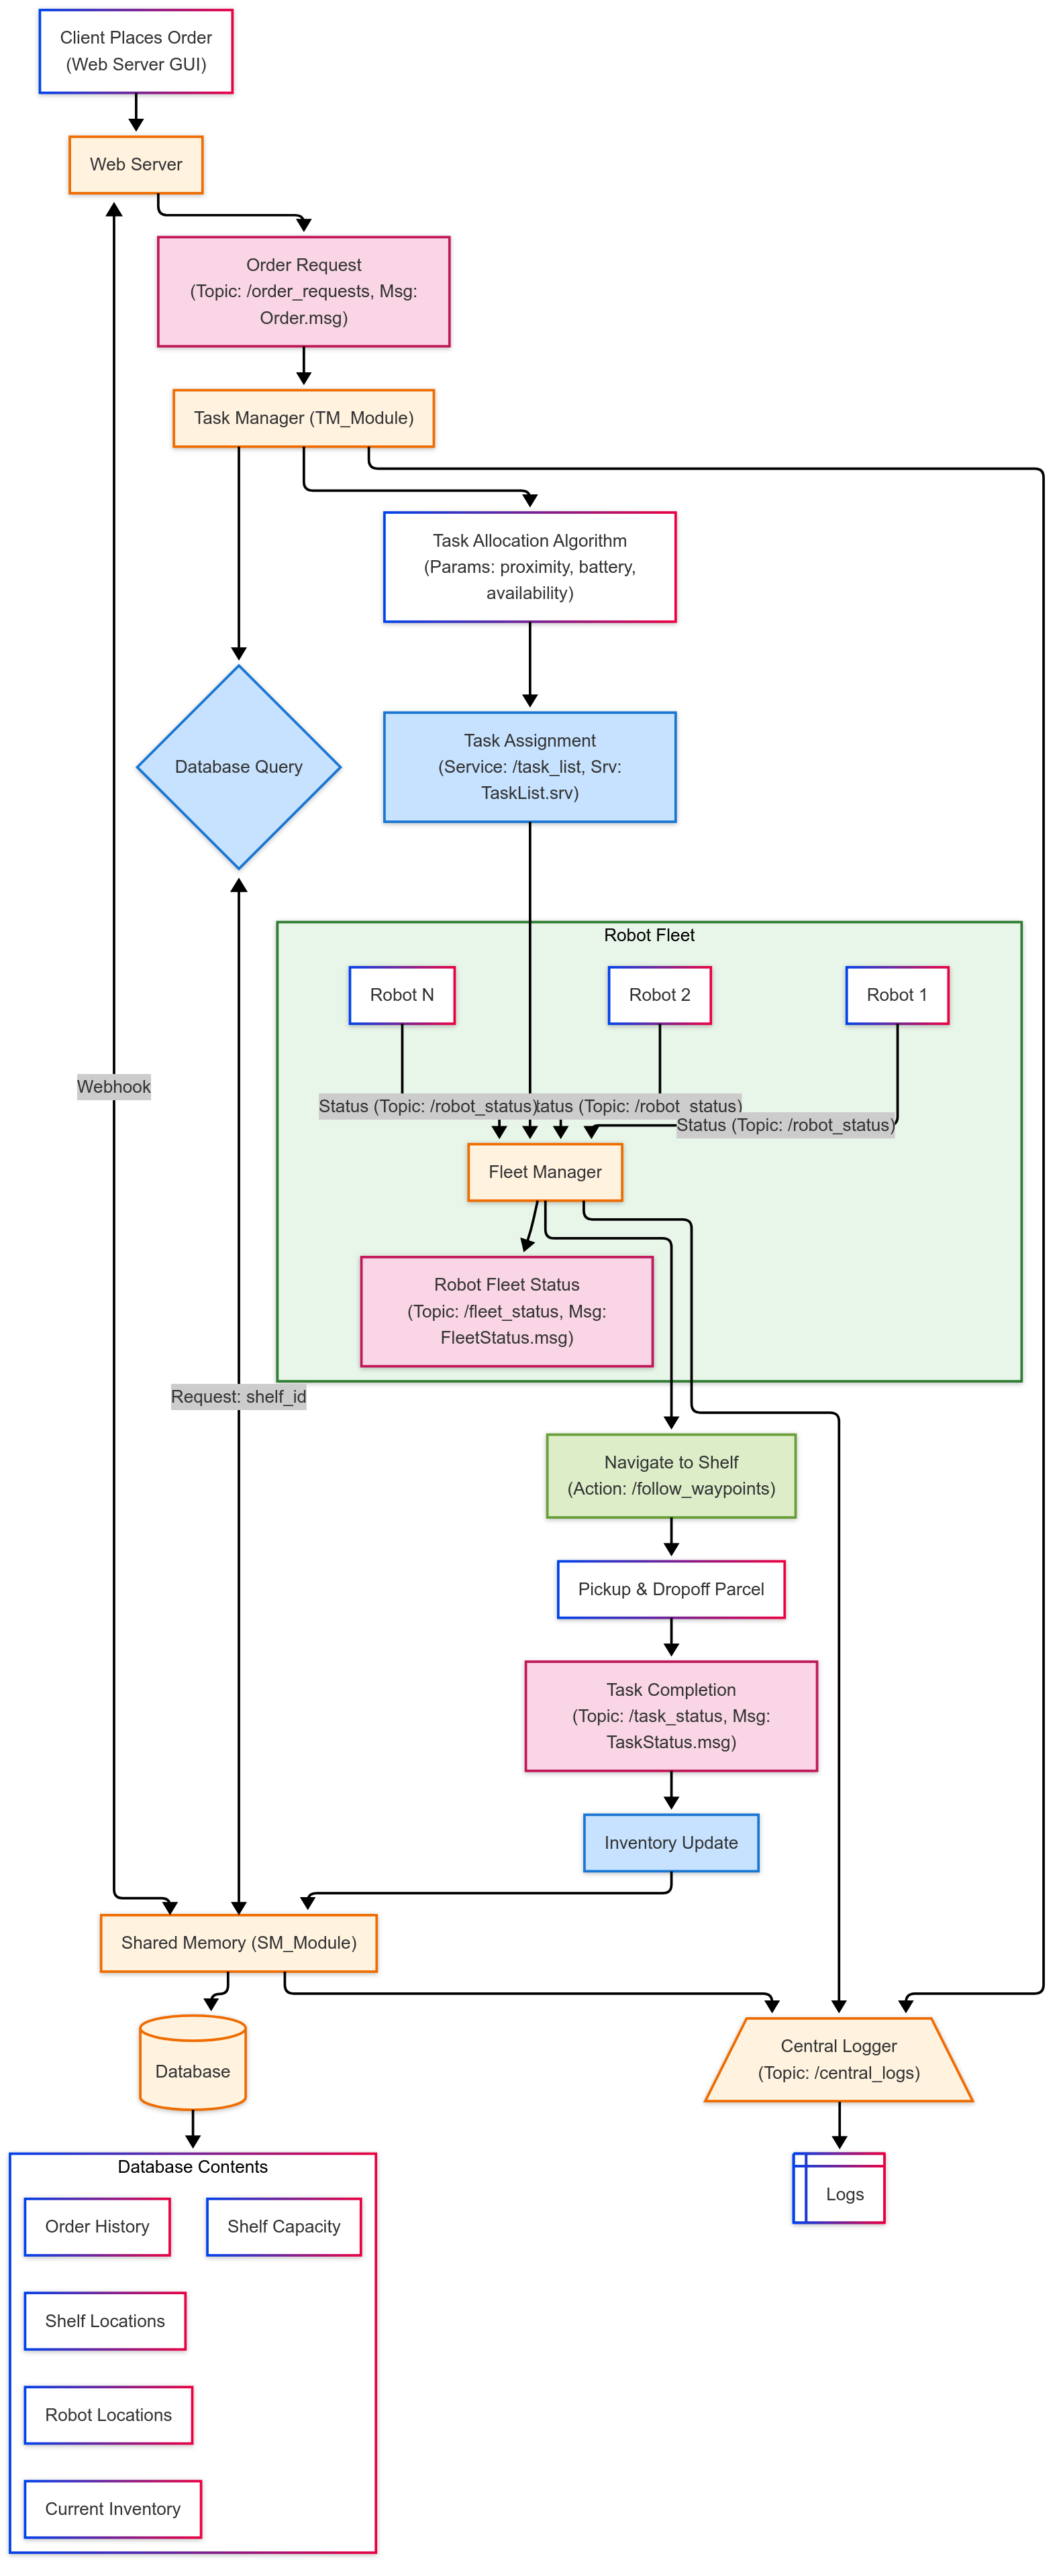 Client Places Order
(Web Server GUI)
Web Server
Order Request
(Topic: /order_requests, Msg:
Order.msg)
Task Manager (TM_Module)
Task Allocation Algorithm
(Params: proximity, battery,
availability)
Task Assignment
(Service: /task_list, Srv:
TaskList.srv)
Database Query
Robot Fleet
Robot N
Robot 2
Robot 1
Webhook
Status (Topic: /robot_status)
(Topic: /robot_status)
Status (Topic: /robot_status)
Fleet Manager
Robot Fleet Status
(Topic: /fleet_status, Msg:
FleetStatus.msg)
Request: shelf_id
Navigate to Shelf
(Action: /follow_waypoints)
Pickup & Dropoff Parcel
Task Completion
(Topic: /task_status, Msg:
TaskStatus.msg)
Inventory Update
Shared Memory (SM_Module)
Database
Central Logger
(Topic: /central_logs)
Database Contents
Logs
Order History
Shelf Capacity
Shelf Locations
Robot Locations
Current Inventory